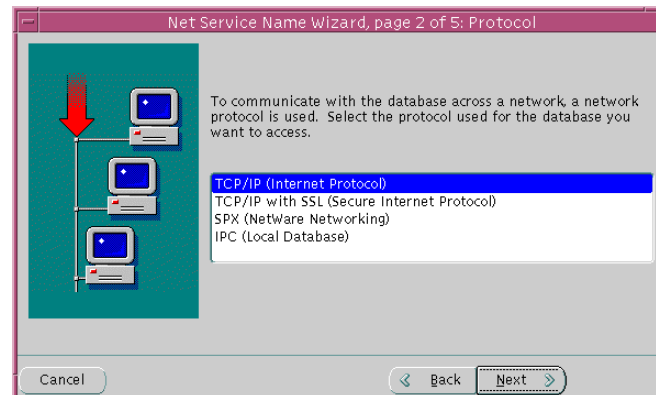 Net Service Name Wizard, page 2 of 5: Protocol
To communicate with the database across a network, a network
protocol is used. Select the protocol used for the database you
want to access.
TCP/IP (Internet Protocol)
TCP/IP with SSL (Secure Internet Protocol)
SPX (NetWare Networking)
IPC (Local Database)
Cancel
Back
Next